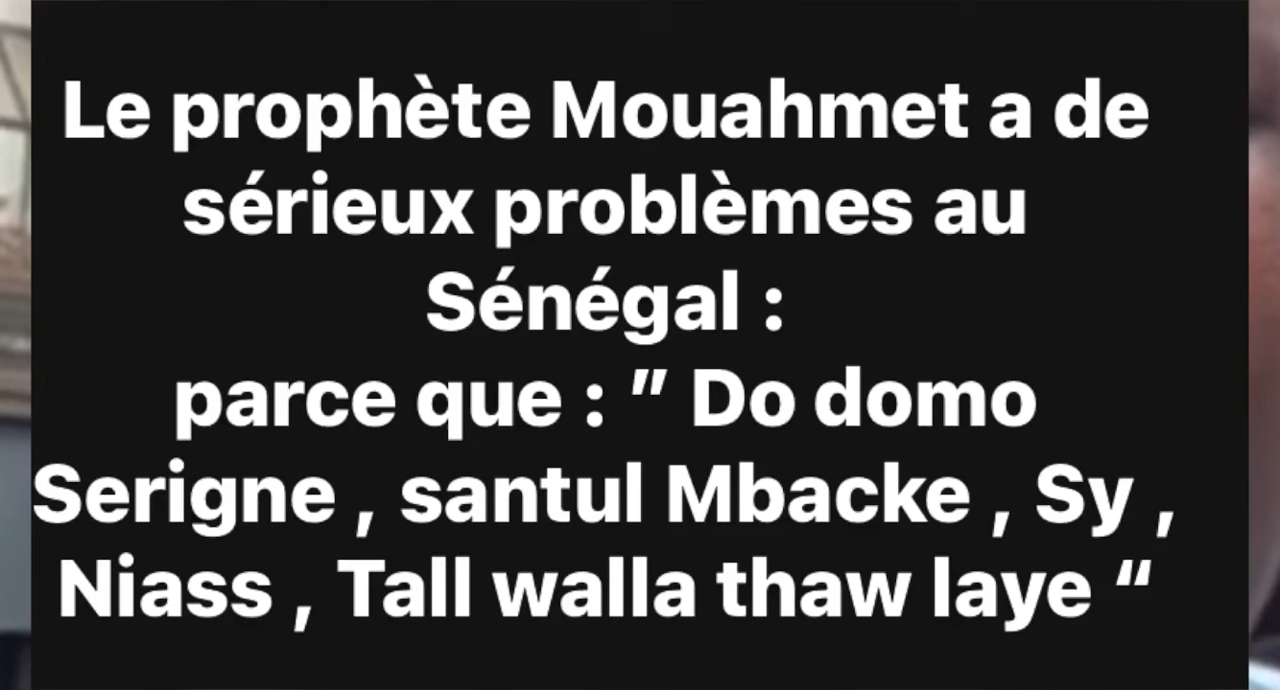 Le prophète Mouahmet a de
sérieux problèmes au
Sénégal :
parce que : " Do domo
Serigne , santul Mbacke , Sy ,
Niass , Tall walla thaw laye “